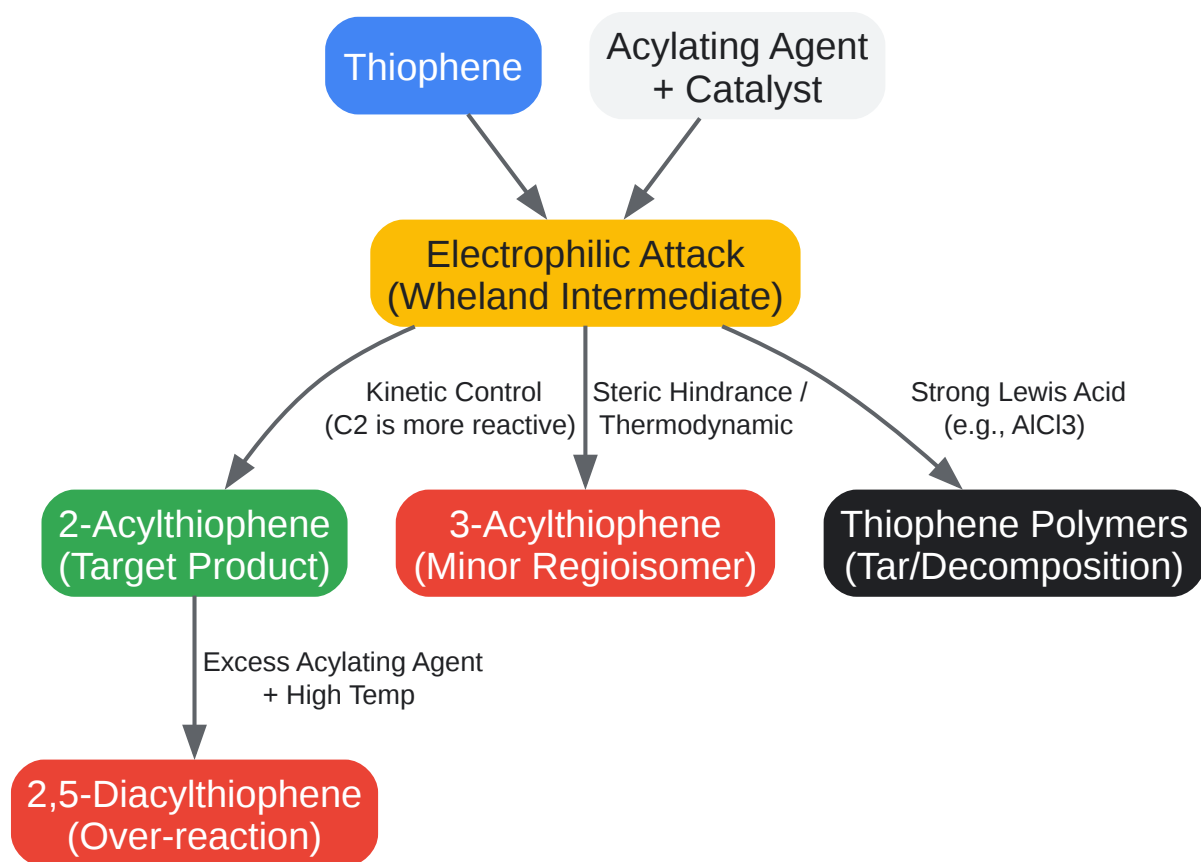 Thiophene
Acylating Agent
+ Catalyst
Electrophilic Attack
(Wheland Intermediate)
Kinetic Control
(C2 is more reactive)
Steric Hindrance /
Thermodynamic
Strong Lewis Acid
(e.g., AlCl3)
2-Acylthiophene
(Target Product)
3-Acylthiophene
(Minor Regioisomer)
Thiophene Polymers
(Tar/Decomposition)
Excess Acylating Agent
+ High Temp
2,5-Diacylthiophene
(Over-reaction)